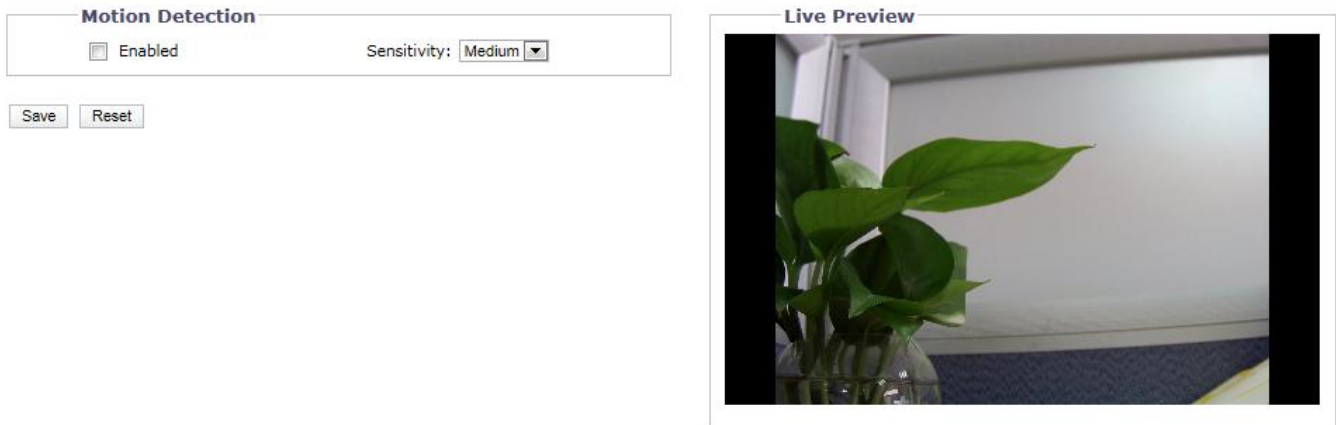 Motion Detection
Enabled
Sensitivity: Medium
Save Reset
Live Preview